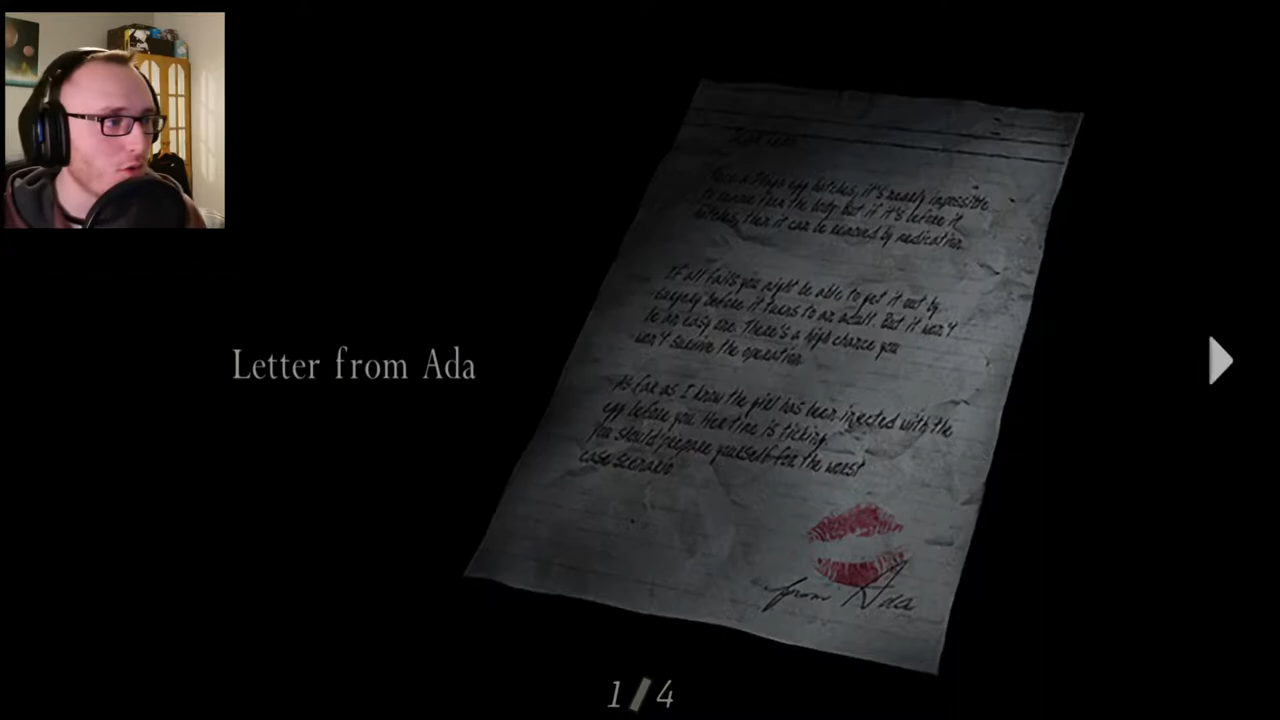 Letter from Ada
Once a Plaga egg hatches, it's nearly impossible
to remove from the body. But if it's before it
hatches, then it can be removed by medication.
If all fails you might be able to get it out by
surgery before it turns to an adult. But it won't
be an easy one. There's a high chance you
won't survive the operation.
As far as I know the girl has been injected with the
egg before you. Her time is ticking.
You should prepare yourself for the worst
case scenario
from Ada
1/4